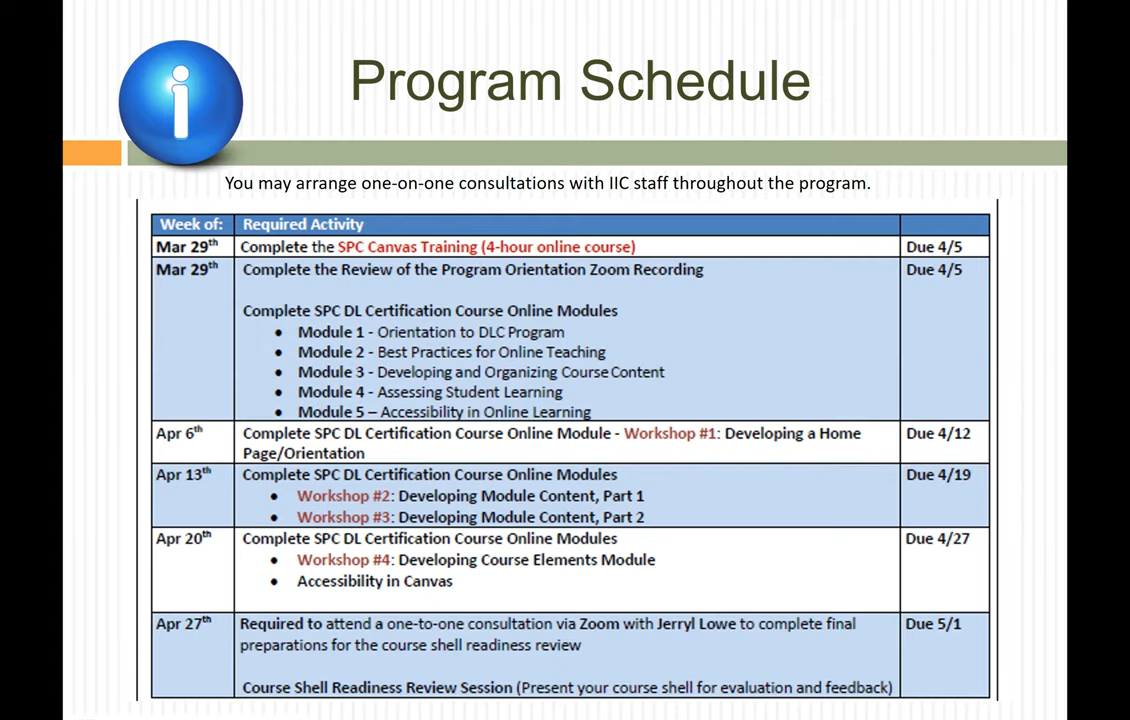 Program Schedule
You may arrange one-on-one consultations with IIC staff throughout the program.
Week of: Required Activity
Mar 29th Complete the SPC Canvas Training (4-hour online course) Due 4/5
Mar 29th Complete the Review of the Program Orientation Zoom Recording Due 4/5
Complete SPC DL Certification Course Online Modules
• Module 1 - Orientation to DLC Program
• Module 2 - Best Practices for Online Teaching
• Module 3 - Developing and Organizing Course Content
• Module 4 - Assessing Student Learning
• Module 5 – Accessibility in Online Learning
Apr 6th Complete SPC DL Certification Course Online Module - Workshop #1: Developing a Home Due 4/12
Page/Orientation
Apr 13th Complete SPC DL Certification Course Online Modules Due 4/19
• Workshop #2: Developing Module Content, Part 1
• Workshop #3: Developing Module Content, Part 2
Apr 20th Complete SPC DL Certification Course Online Modules Due 4/27
• Workshop #4: Developing Course Elements Module
• Accessibility in Canvas
Apr 27th Required to attend a one-to-one consultation via Zoom with Jerryl Lowe to complete final Due 5/1
preparations for the course shell readiness review
Course Shell Readiness Review Session (Present your course shell for evaluation and feedback)